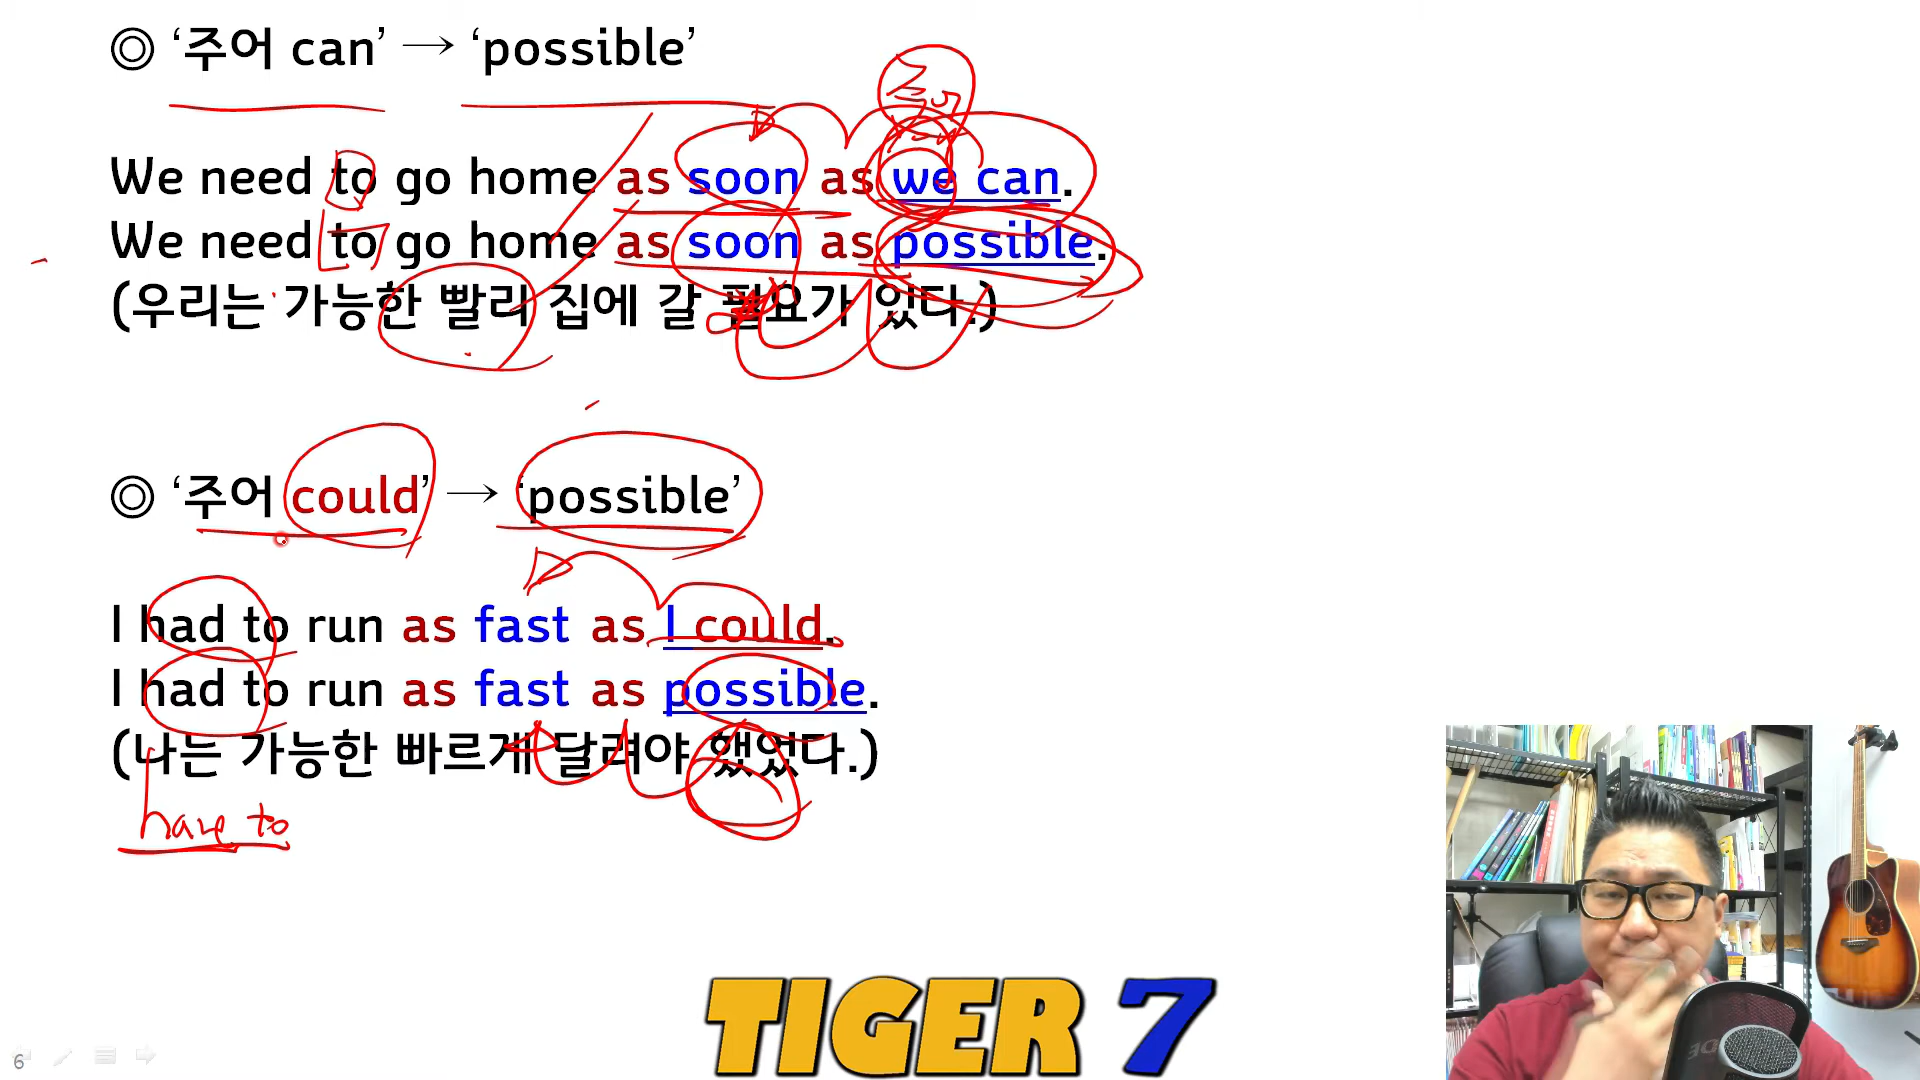 ◎ ‘주어 can’ → ‘possible’
We need to go home as soon as we can.
We need to go home as soon as possible.
(우리는 가능한 빨리 집에 갈 필요가 있다.)
◎ ‘주어 could’ → ‘possible’
I had to run as fast as I could.
I had to run as fast as possible.
(나는 가능한 빠르게 달려야 했었다.)
have to
TIGER 7
6